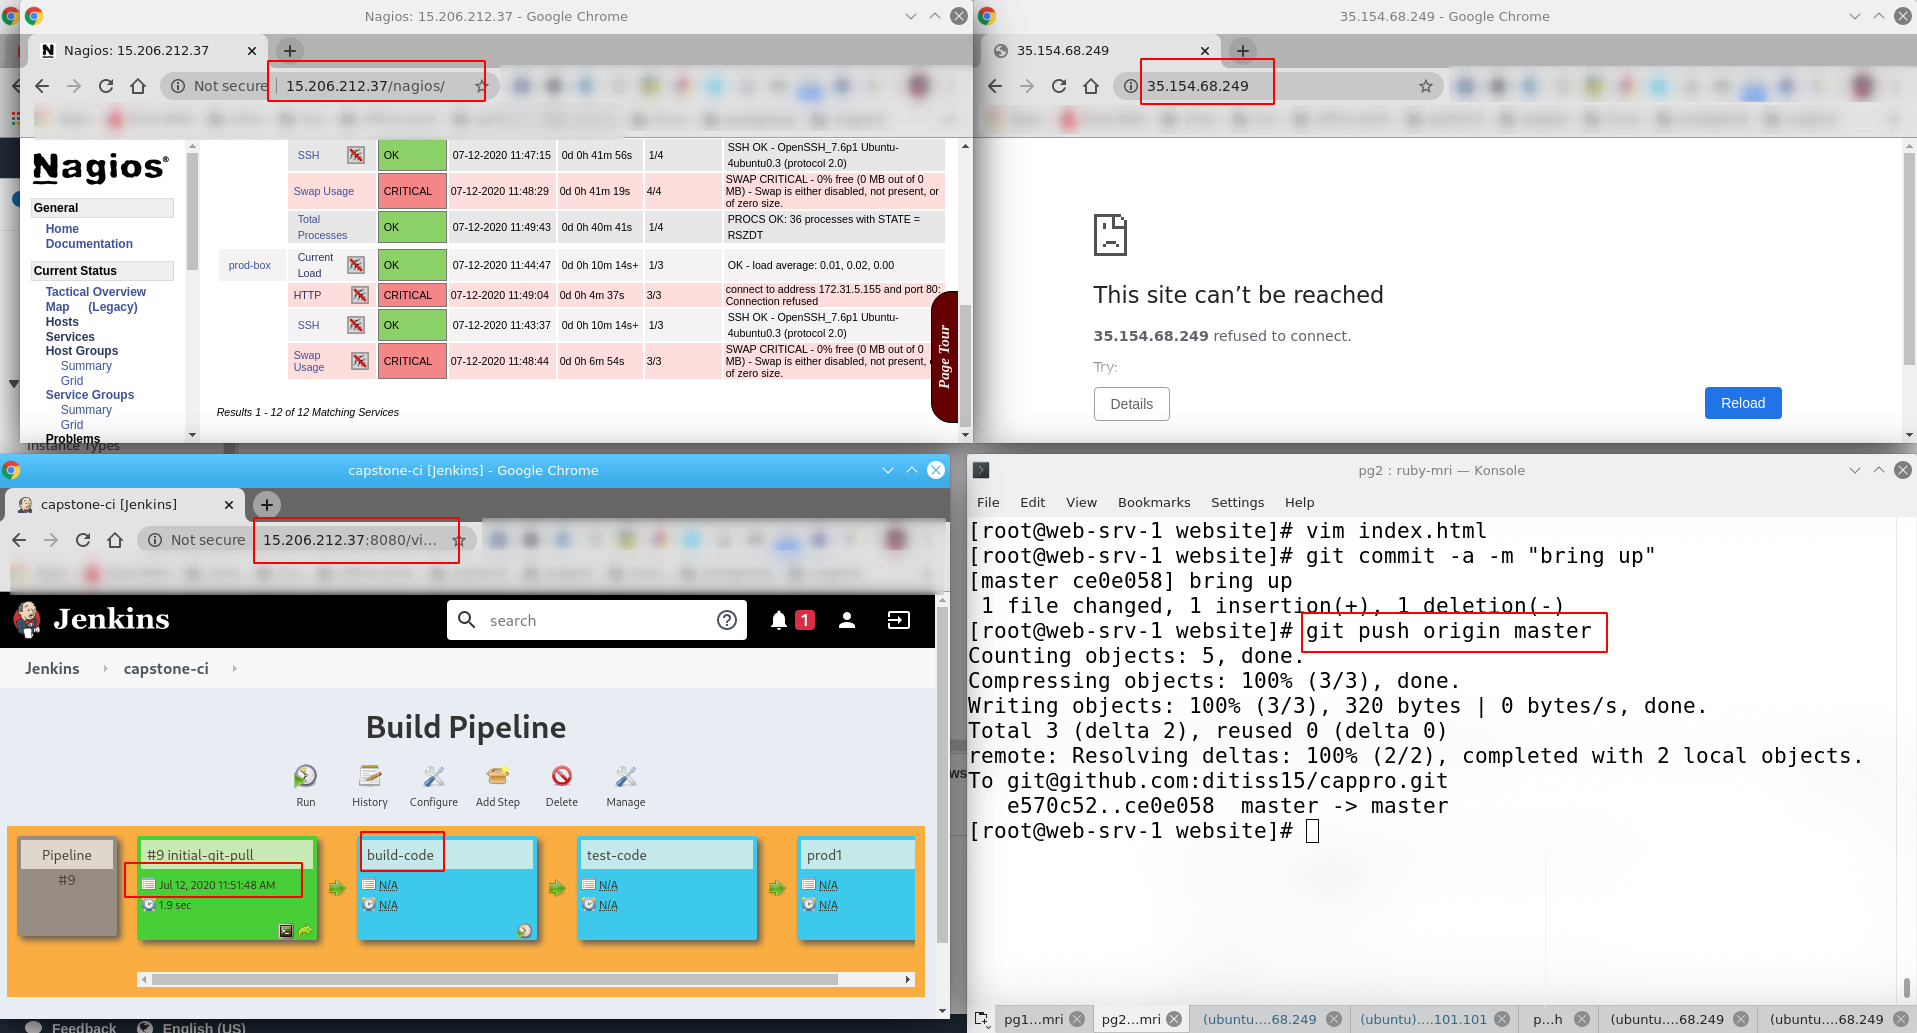 Nagios: 15.206.212.37 - Google Chrome
Nagios: 15.206.212.37
Not secure
15.206.212.37/nagios/
Nagios®
General
Home
Documentation
Current Status
Tactical Overview
Map (Legacy)
Hosts
Services
Host Groups
Summary
Grid
Service Groups
Summary
Grid
Problems
SSH OK 07-12-2020 11:47:15 0d 0h 41m 56s 1/4 SSH OK - OpenSSH_7.6p1 Ubuntu-
4ubuntu0.3 (protocol 2.0)
Swap Usage CRITICAL 07-12-2020 11:48:29 0d 0h 41m 19s 4/4 SWAP CRITICAL - 0% free (0 MB out of 0
MB) - Swap is either disabled, not present, or
of zero size.
Total
Processes OK 07-12-2020 11:49:43 0d 0h 40m 41s 1/4 PROCS OK: 36 processes with STATE =
RSZDT
prod-box Current
Load OK 07-12-2020 11:44:47 0d 0h 10m 14s+ 1/3 OK - load average: 0.01, 0.02, 0.00
HTTP CRITICAL 07-12-2020 11:49:04 0d 0h 4m 37s 3/3 connect to address 172.31.5.155 and port 80:
Connection refused
SSH OK 07-12-2020 11:43:37 0d 0h 10m 14s+ 1/3 SSH OK - OpenSSH_7.6p1 Ubuntu-
4ubuntu0.3 (protocol 2.0)
Swap
Usage CRITICAL 07-12-2020 11:48:44 0d 0h 6m 54s 3/3 SWAP CRITICAL - 0% free (0 MB out of 0
MB) - Swap is either disabled, not present,
of zero size.
Results 1 - 12 of 12 Matching Services
Page Tour
Instance Types
35.154.68.249 - Google Chrome
35.154.68.249
35.154.68.249
This site can't be reached
35.154.68.249 refused to connect.
Try:
Details
Reload
capstone-ci [Jenkins] - Google Chrome
capstone-ci [Jenkins]
Not secure
15.206.212.37:8080/vi...
Jenkins
search
1
Jenkins capstone-ci
Build Pipeline
Run History Configure Add Step Delete Manage
Pipeline
#9
#9 initial-git-pull
Jul 12, 2020 11:51:48 AM
1.9 sec
build-code
N/A
N/A
test-code
N/A
N/A
prod1
N/A
N/A
Feedback English (US)
pg2 : ruby-mri — Konsole
File Edit View Bookmarks Settings Help
[root@web-srv-1 website]# vim index.html
[root@web-srv-1 website]# git commit -a -m "bring up"
[master ce0e058] bring up
1 file changed, 1 insertion(+), 1 deletion(-)
[root@web-srv-1 website]# git push origin master
Counting objects: 5, done.
Compressing objects: 100% (3/3), done.
Writing objects: 100% (3/3), 320 bytes | 0 bytes/s, done.
Total 3 (delta 2), reused 0 (delta 0)
remote: Resolving deltas: 100% (2/2), completed with 2 local objects.
To git@github.com:ditiss15/cappro.git
e570c52..ce0e058 master -> master
[root@web-srv-1 website]#
pg1...mri pg2...mri (ubuntu....68.249 (ubuntu)....101.101 p...h (ubuntu....68.249 (ubuntu....68.249